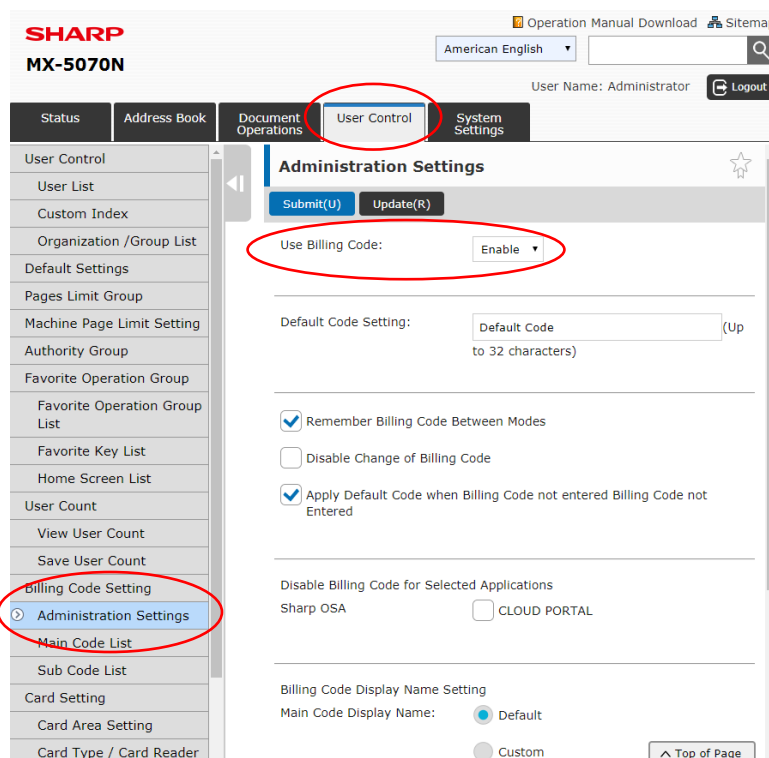 Operation Manual Download Sitema
SHARP
American English
MX-5070N
User Name: Administrator Logout
Status Address Book Document Operations User Control System Settings
User Control
User List
Custom Index
Organization /Group List
Default Settings
Pages Limit Group
Machine Page Limit Setting
Authority Group
Favorite Operation Group
Favorite Operation Group
List
Favorite Key List
Home Screen List
User Count
View User Count
Save User Count
Billing Code Setting
Administration Settings
Main Code List
Sub Code List
Card Setting
Card Area Setting
Card Type / Card Reader
Administration Settings
Submit(U) Update(R)
Use Billing Code: Enable
Default Code Setting: Default Code (Up
to 32 characters)
Remember Billing Code Between Modes
Disable Change of Billing Code
Apply Default Code when Billing Code not entered Billing Code not
Entered
Disable Billing Code for Selected Applications
Sharp OSA CLOUD PORTAL
Billing Code Display Name Setting
Main Code Display Name: Default
Custom
Top of Page